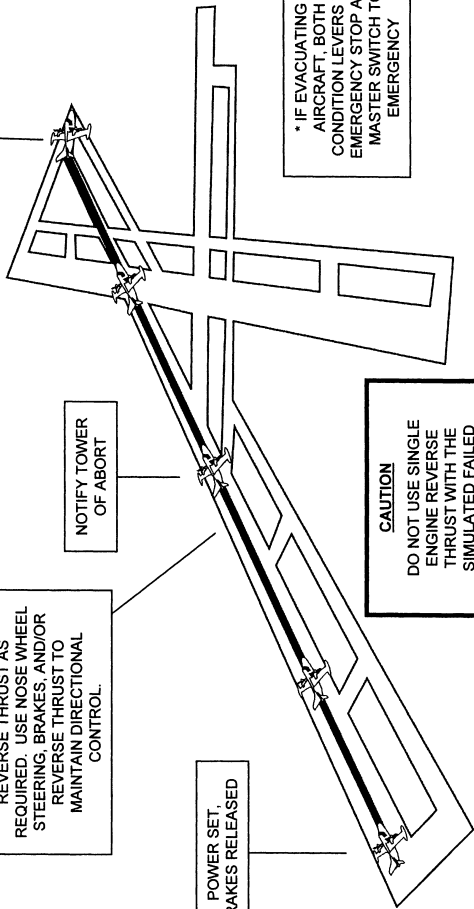 * IF EVACUATING
AIRCRAFT, BOTH
CONDITION LEVERS
EMERGENCY STOP A
MASTER SWITCH TO
EMERGENCY
NOTIFY TOWER
OF ABORT
REVERSE THRUST AS
REQUIRED. USE NOSE WHEEL
STEERING, BRAKES, AND/OR
REVERSE THRUST TO
MAINTAIN DIRECTIONAL
CONTROL.
CAUTION
DO NOT USE SINGLE
ENGINE REVERSE
THRUST WITH THE
SIMULATED FAILED
POWER SET,
RAKES RELEASED